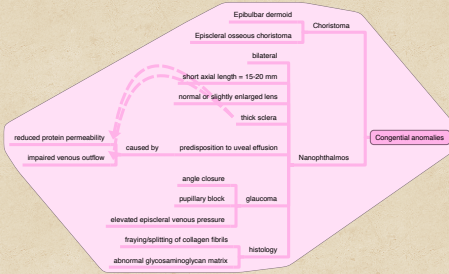 Epibulbar dermoid
Choristoma
Episcleral osseous choristoma
bilateral
short axial length = 15-20 mm
normal or slightly enlarged lens
thick sclera
reduced protein permeability
Congential anomalies
impaired venous outflow
caused by
predisposition to uveal effusion
Nanophthalmos
angle closure
pupillary block
glaucoma
elevated episcleral venous pressure
fraying/splitting of collagen fibrils
histology
abnormal glycosaminoglycan matrix